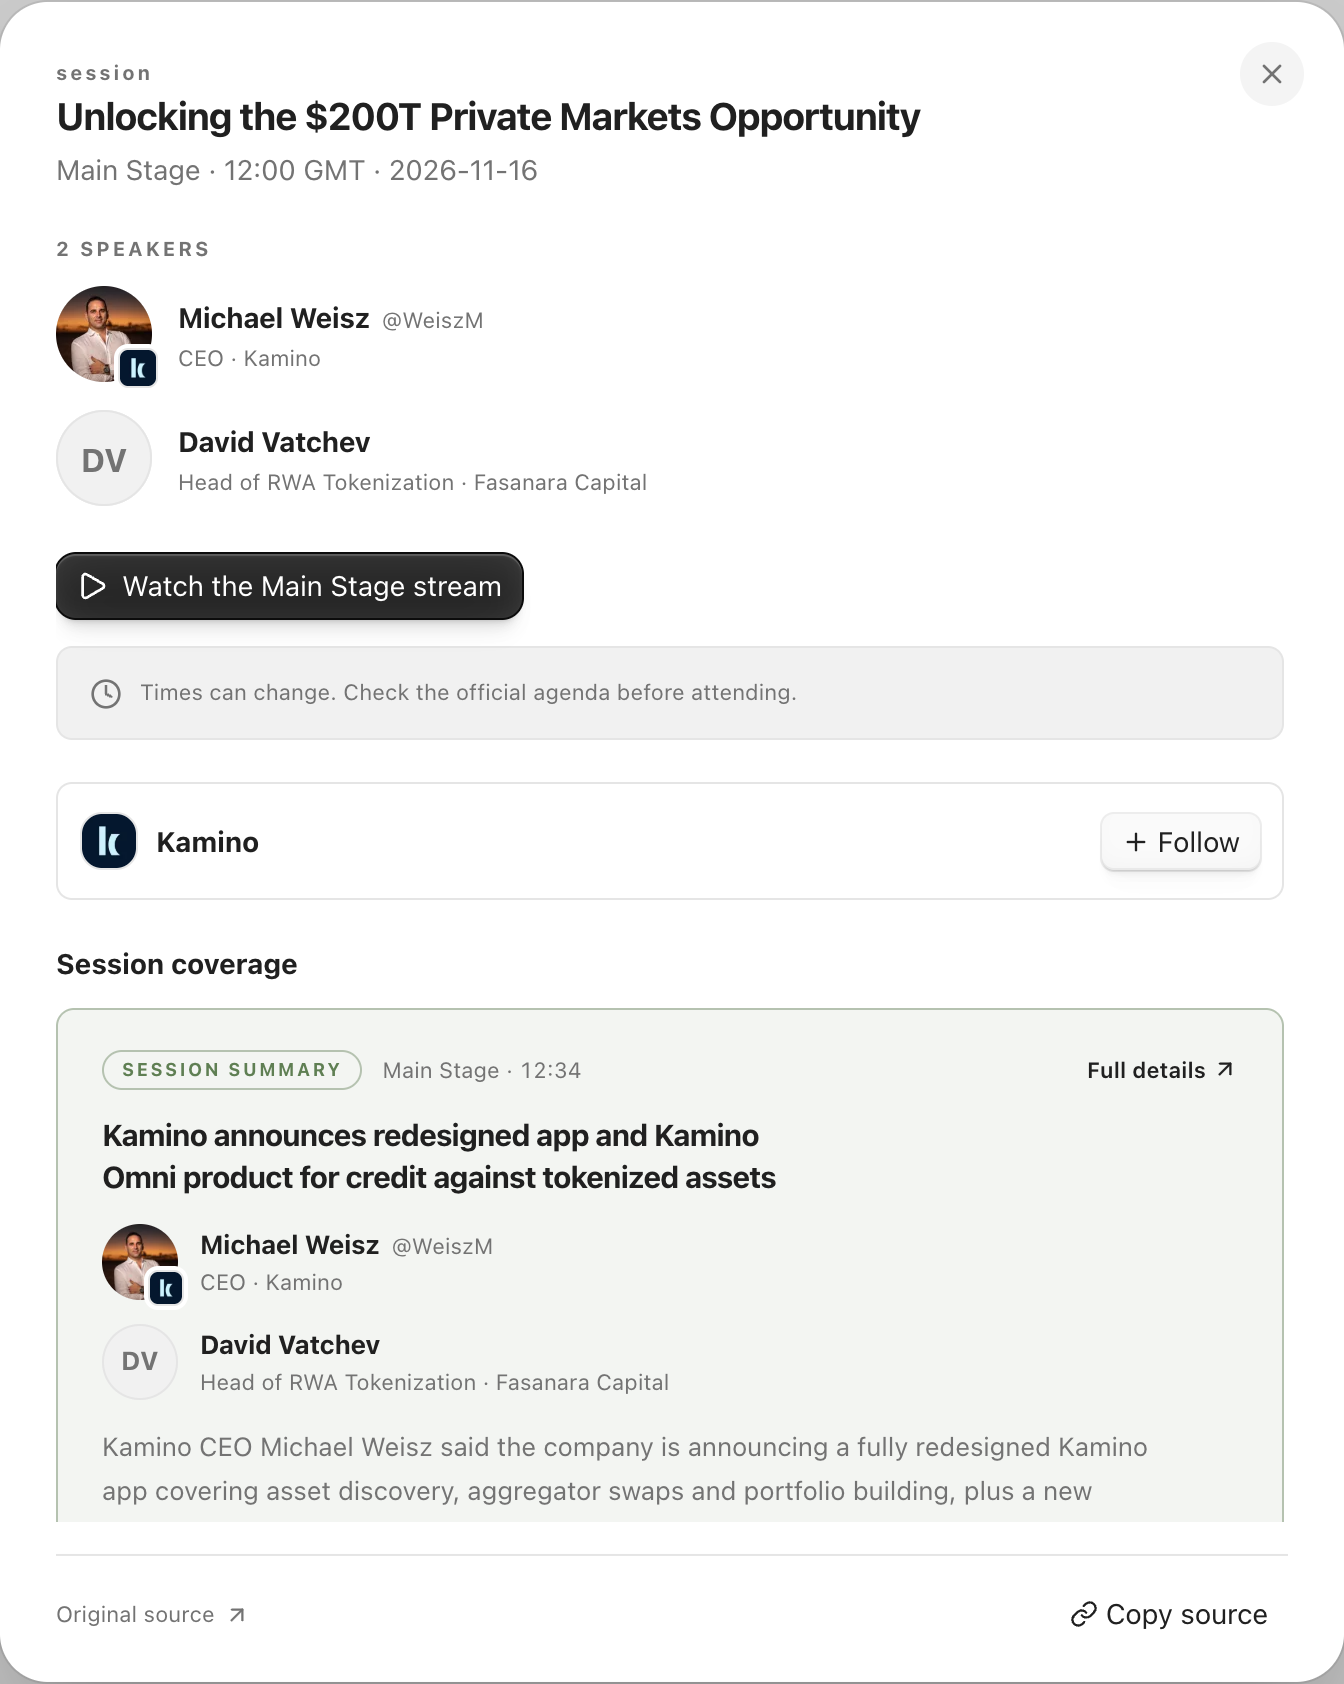 session
Unlocking the $200T Private Markets Opportunity
Main Stage · 12:00 GMT · 2026-11-16
2 SPEAKERS
Michael Weisz @WeiszM
CEO · Kamino
DV
David Vatchev
Head of RWA Tokenization · Fasanara Capital
Watch the Main Stage stream
Times can change. Check the official agenda before attending.
Kamino
+ Follow
Session coverage
SESSION SUMMARY Main Stage · 12:34 Full details
Kamino announces redesigned app and Kamino
Omni product for credit against tokenized assets
Michael Weisz @WeiszM
CEO · Kamino
DV
David Vatchev
Head of RWA Tokenization · Fasanara Capital
Kamino CEO Michael Weisz said the company is announcing a fully redesigned Kamino
app covering asset discovery, aggregator swaps and portfolio building, plus a new
Original source
Copy source